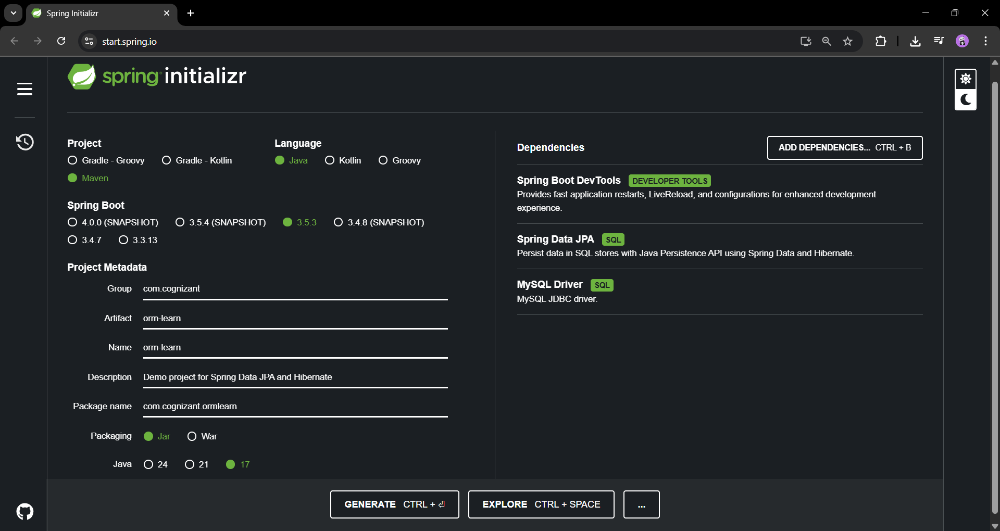 Spring Initializr
start.spring.io
spring initializr
Project
Gradle - Groovy Gradle - Kotlin
Maven
Language
Java Kotlin Groovy
Spring Boot
4.0.0 (SNAPSHOT) 3.5.4 (SNAPSHOT) 3.5.3 3.4.8 (SNAPSHOT)
3.4.7 3.3.13
Project Metadata
Group com.cognizant
Artifact orm-learn
Name orm-learn
Description Demo project for Spring Data JPA and Hibernate
Package name com.cognizant.ormlearn
Packaging Jar War
Java 24 21 17
Dependencies
ADD DEPENDENCIES... CTRL + B
Spring Boot DevTools DEVELOPER TOOLS
Provides fast application restarts, LiveReload, and configurations for enhanced development
experience.
Spring Data JPA SQL
Persist data in SQL stores with Java Persistence API using Spring Data and Hibernate.
MySQL Driver SQL
MySQL JDBC driver.
GENERATE CTRL + ⏎
EXPLORE CTRL + SPACE
...